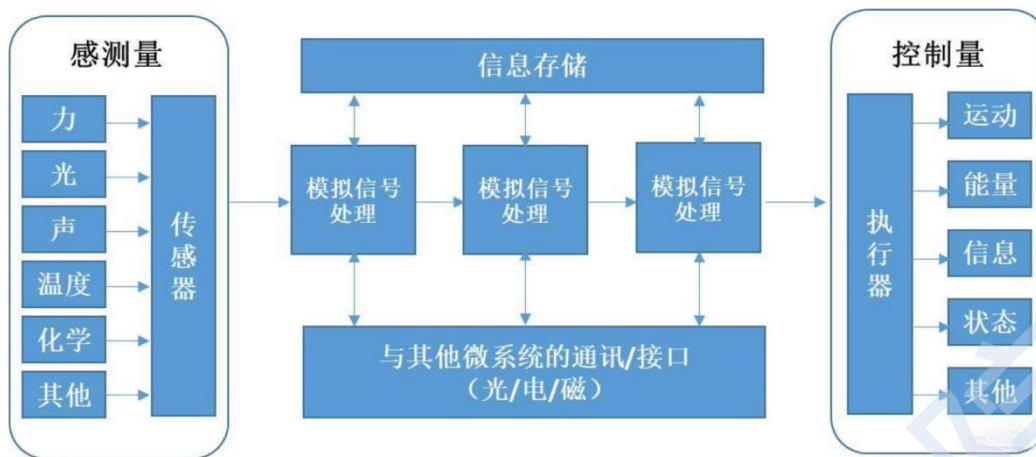 感测量
力
光
声
温度
化学
其他
传感器
信息存储
模拟信号
处理
模拟信号
处理
模拟信号
处理
与其他微系统的通讯/接口
(光/电/磁)
控制量
执行器
运动
能量
信息
状态
其他